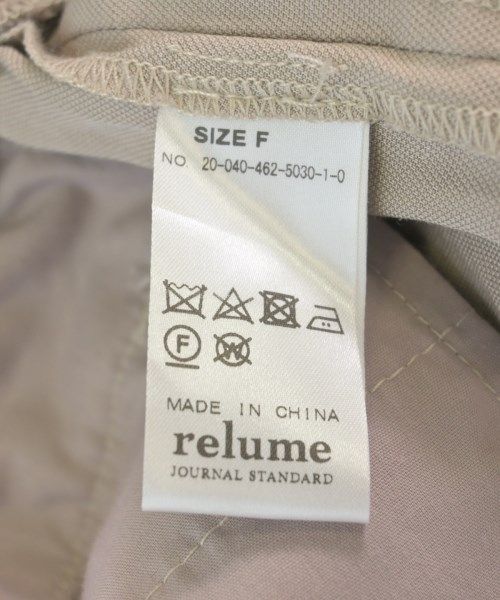 SIZE F
NO. 20-040-462-5030-1-0
F
W
MADE IN CHINA
relume
JOURNAL STANDARD